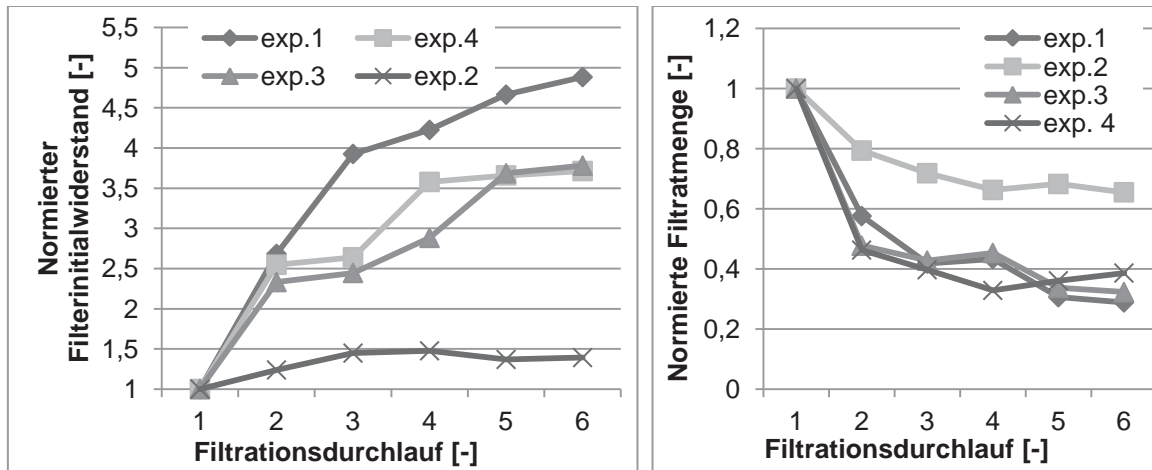 Normierter
Filterinitialwiderstand [-]
5,5
5
4,5
4
3,5
3
2,5
2
1,5
1
exp.1 exp.4
exp.3 exp.2
1 2 3 4 5 6
Filtrationsdurchlauf [-]
Normierte Filtratmenge [-]
1,2
1
0,8
0,6
0,4
0,2
0
exp.1
exp.2
exp.3
exp. 4
1 2 3 4 5 6
Filtrationsdurchlauf [-]